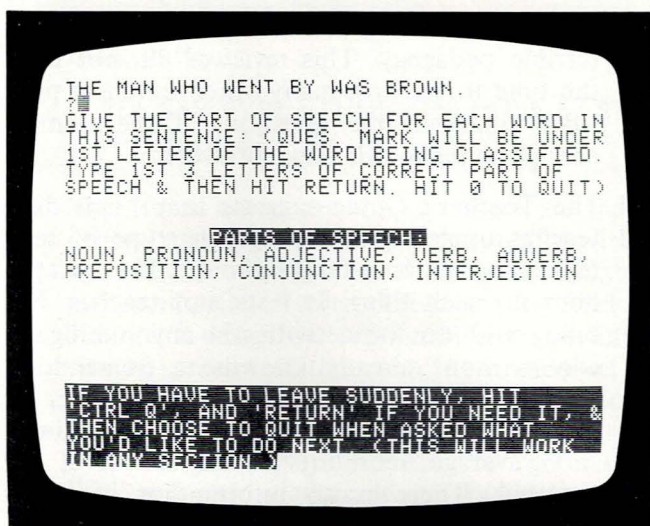 THE MAN WHO WENT BY WAS BROWN.
?
GIVE THE PART OF SPEECH FOR EACH WORD IN
THIS SENTENCE: (QUES. MARK WILL BE UNDER
1ST LETTER OF THE WORD BEING CLASSIFIED.
TYPE 1ST 3 LETTERS OF CORRECT PART OF
SPEECH & THEN HIT RETURN. HIT 0 TO QUIT)
PARTS OF SPEECH:
NOUN, PRONOUN, ADJECTIVE, VERB, ADVERB,
PREPOSITION, CONJUNCTION, INTERJECTION
IF YOU HAVE TO LEAVE SUDDENLY, HIT
'CTRL Q', AND 'RETURN' IF YOU NEED IT, &
THEN CHOOSE TO QUIT WHEN ASKED WHAT
YOU'D LIKE TO DO NEXT. (THIS WILL WORK
IN ANY SECTION.)